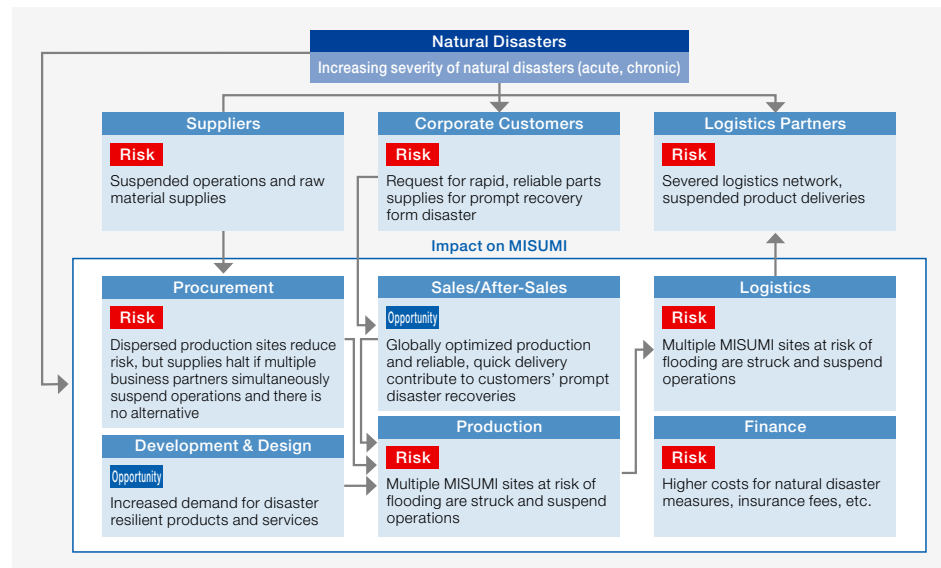 Natural Disasters
Increasing severity of natural disasters (acute, chronic)
Suppliers
Risk
Suspended operations and raw
material supplies
Corporate Customers
Risk
Request for rapid, reliable parts
supplies for prompt recovery
form disaster
Logistics Partners
Risk
Severed logistics network,
suspended product deliveries
Impact on MISUMI
Procurement
Risk
Dispersed production sites reduce
risk, but supplies halt if multiple
business partners simultaneously
suspend operations and there is
no alternative
Sales/After-Sales
Opportunity
Globally optimized production
and reliable, quick delivery
contribute to customers' prompt
disaster recoveries
Logistics
Risk
Multiple MISUMI sites at risk of
flooding are struck and suspend
operations
Development & Design
Opportunity
Increased demand for disaster
resilient products and services
Production
Risk
Multiple MISUMI sites at risk of
flooding are struck and suspend
operations
Finance
Risk
Higher costs for natural disaster
measures, insurance fees, etc.